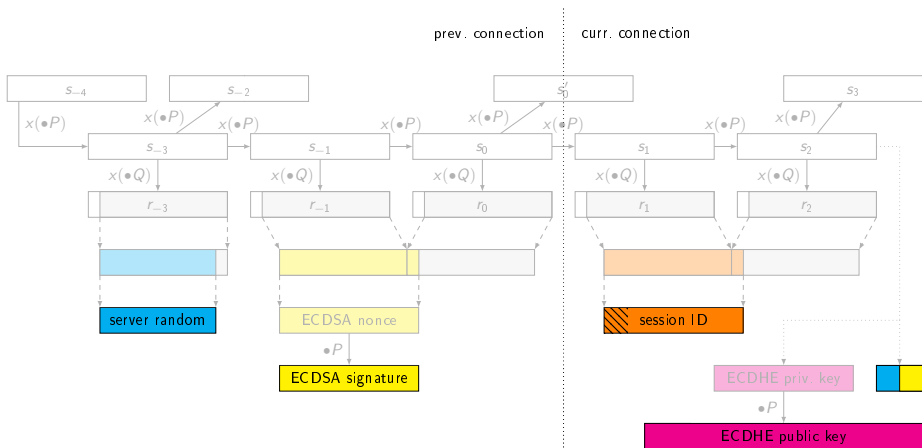 prev. connection curr. connection
s₋₄ s₋₂ s₀′ s₃
x(•P) x(•P) x(•P) x(•P) x(•P) x(•P) x(•P) x(•P)
s₋₃ s₋₁ s₀ s₁ s₂
x(•Q) x(•Q) x(•Q) x(•Q) x(•Q)
r₋₃ r₋₁ r₀ r₁ r₂
server random ECDSA nonce session ID
•P
ECDSA signature ECDHE priv. key
•P
ECDHE public key